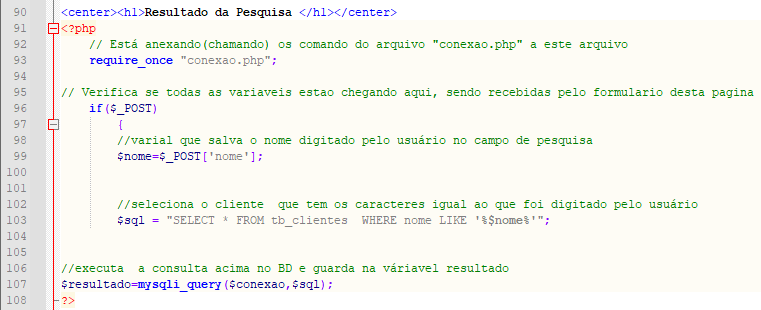 90 <center><h1>Resultado da Pesquisa </h1></center>
91 <?php
92 // Está anexando(chamando) os comando do arquivo "conexao.php" a este arquivo
93 require_once "conexao.php";
94
95 // Verifica se todas as variaveis estao chegando aqui, sendo recebidas pelo formulario desta pagina
96 if($_POST)
97 {
98 //varial que salva o nome digitado pelo usuário no campo de pesquisa
99 $nome=$_POST['nome'];
100
101
102 //seleciona o cliente  que tem os caracteres igual ao que foi digitado pelo usuário
103 $sql = "SELECT * FROM tb_clientes  WHERE nome LIKE '%$nome%'";
104
105
106 //executa  a consulta acima no BD e guarda na váriavel resultado
107 $resultado=mysqli_query($conexao,$sql);
108 ?>